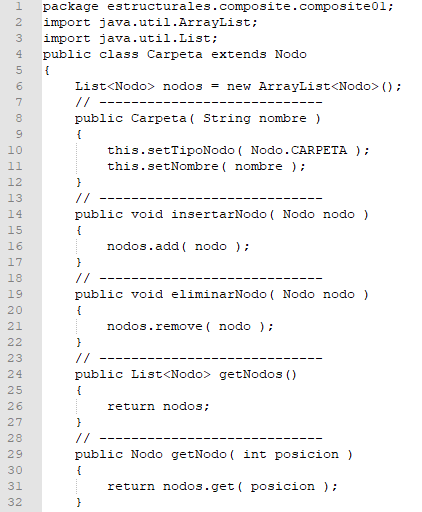 1 package estructurales.composite.composite01;
2 import java.util.ArrayList;
3 import java.util.List;
4 public class Carpeta extends Nodo
5 {
6 List<Nodo> nodos = new ArrayList<Nodo>();
7 // ----------------------------
8 public Carpeta( String nombre )
9 {
10 this.setTipoNodo( Nodo.CARPETA );
11 this.setNombre( nombre );
12 }
13 // ----------------------------
14 public void insertarNodo( Nodo nodo )
15 {
16 nodos.add( nodo );
17 }
18 // ----------------------------
19 public void eliminarNodo( Nodo nodo )
20 {
21 nodos.remove( nodo );
22 }
23 // ----------------------------
24 public List<Nodo> getNodos()
25 {
26 return nodos;
27 }
28 // ----------------------------
29 public Nodo getNodo( int posicion )
30 {
31 return nodos.get( posicion );
32 }